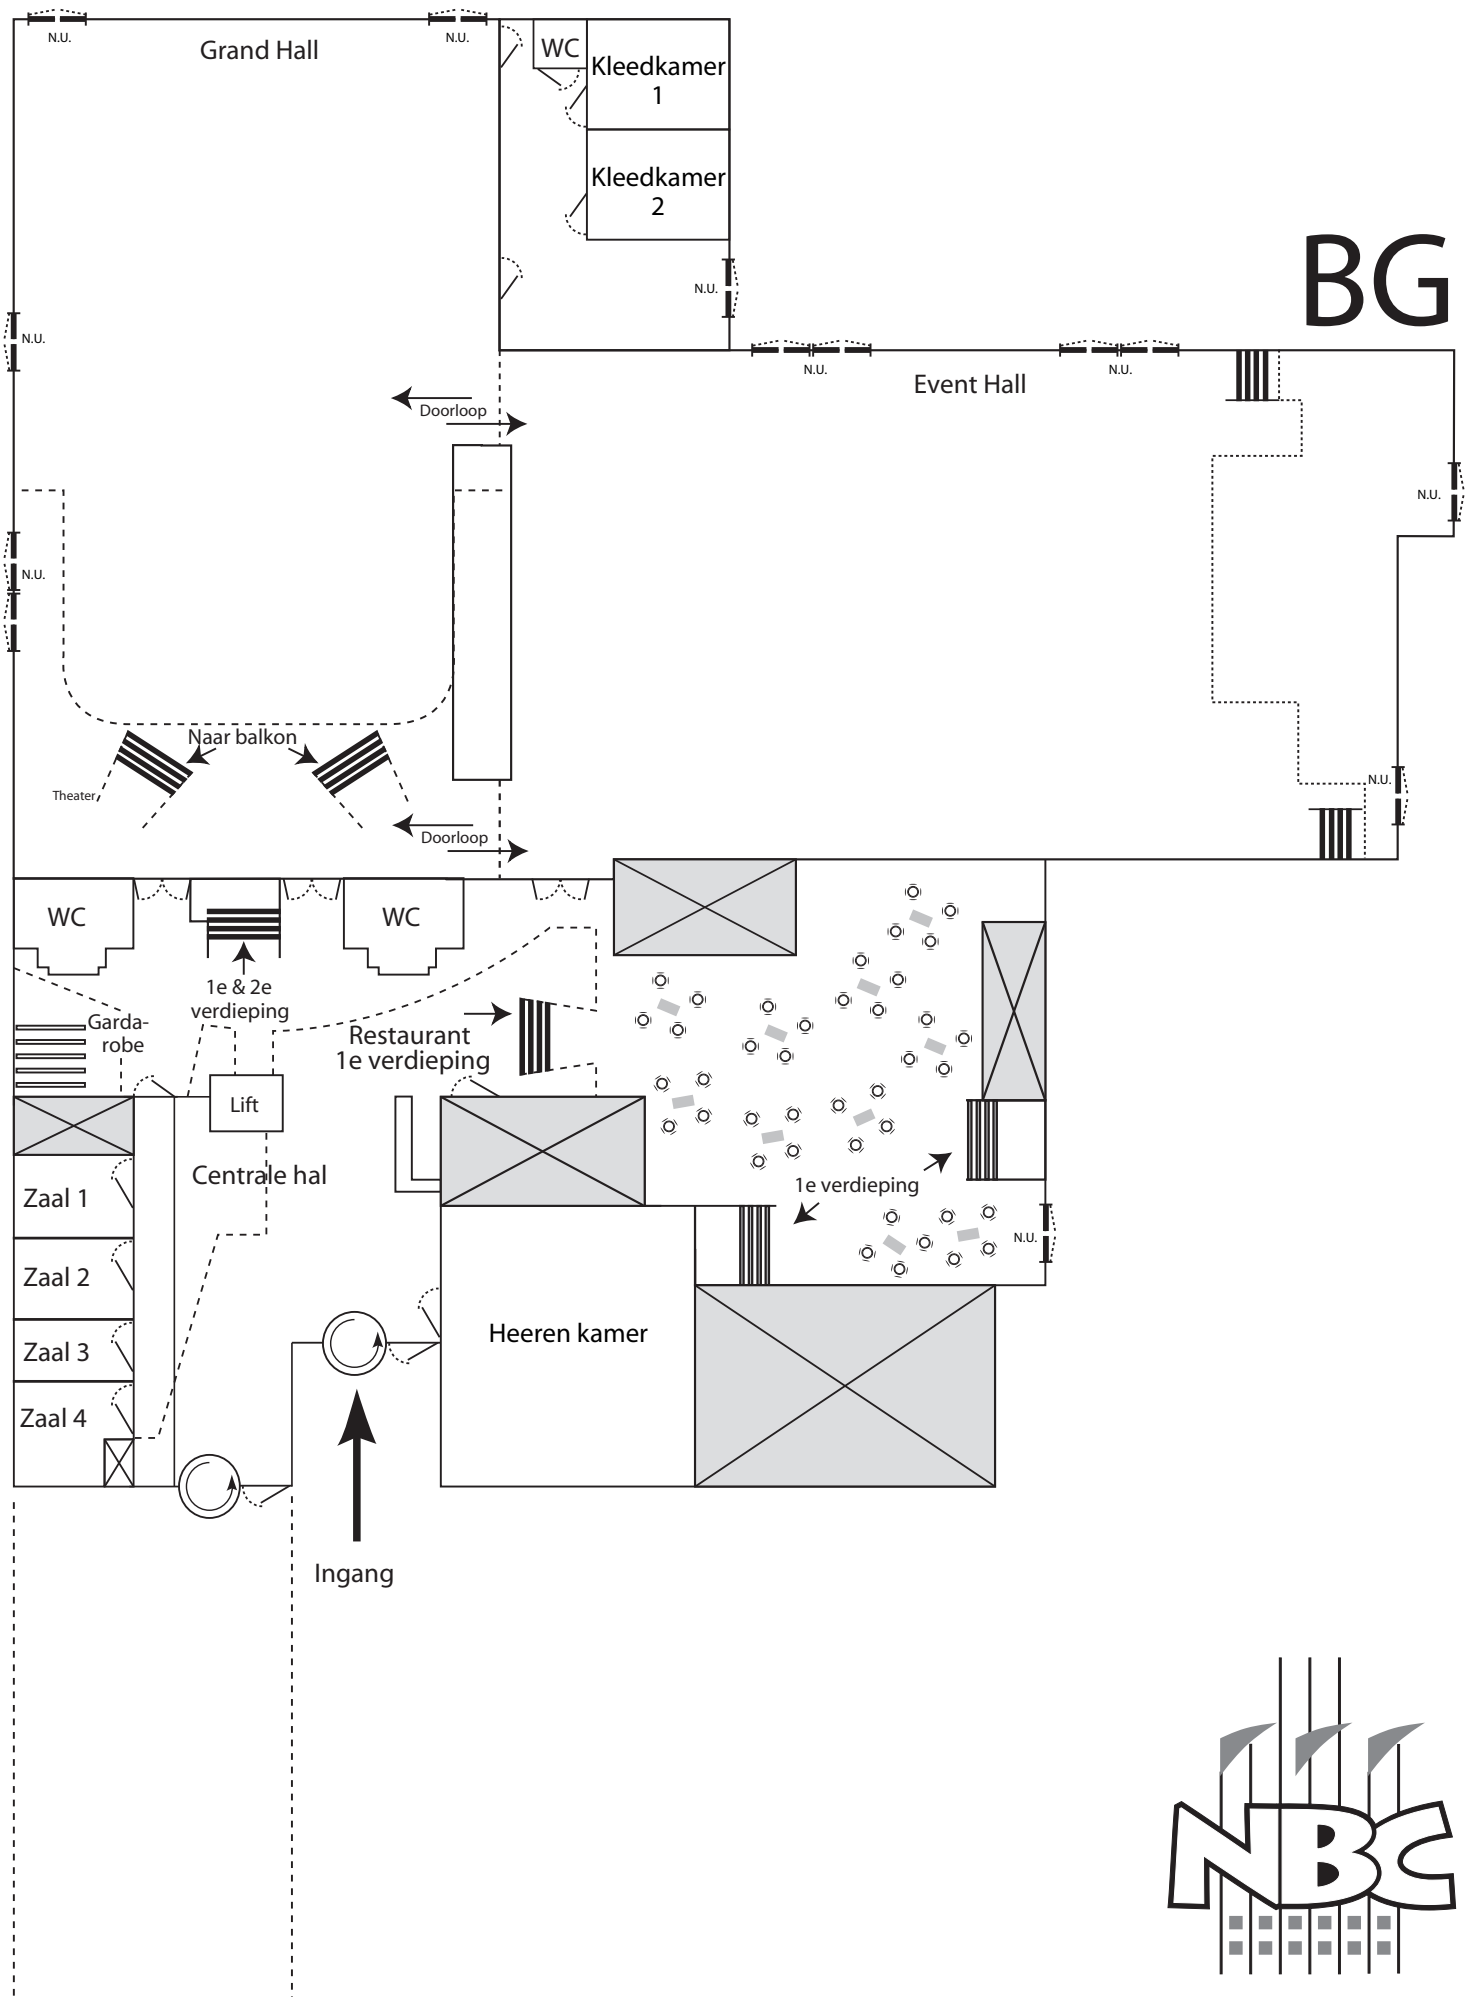 N.U.
N.U.
Grand Hall
WC
Kleedkamer
1
Kleedkamer
2
BG
N.U.
N.U.
N.U.
N.U.
Event Hall
Doorloop
N.U.
N.U.
Naar balkon
N.U.
Theater
Doorloop
WC
WC
1e & 2e
verdieping
Garda-
robe
Restaurant
1e verdieping
Lift
Centrale hal
Zaal 1
1e verdieping
N.U.
Zaal 2
Zaal 3
Heeren kamer
Zaal 4
Ingang
NBC